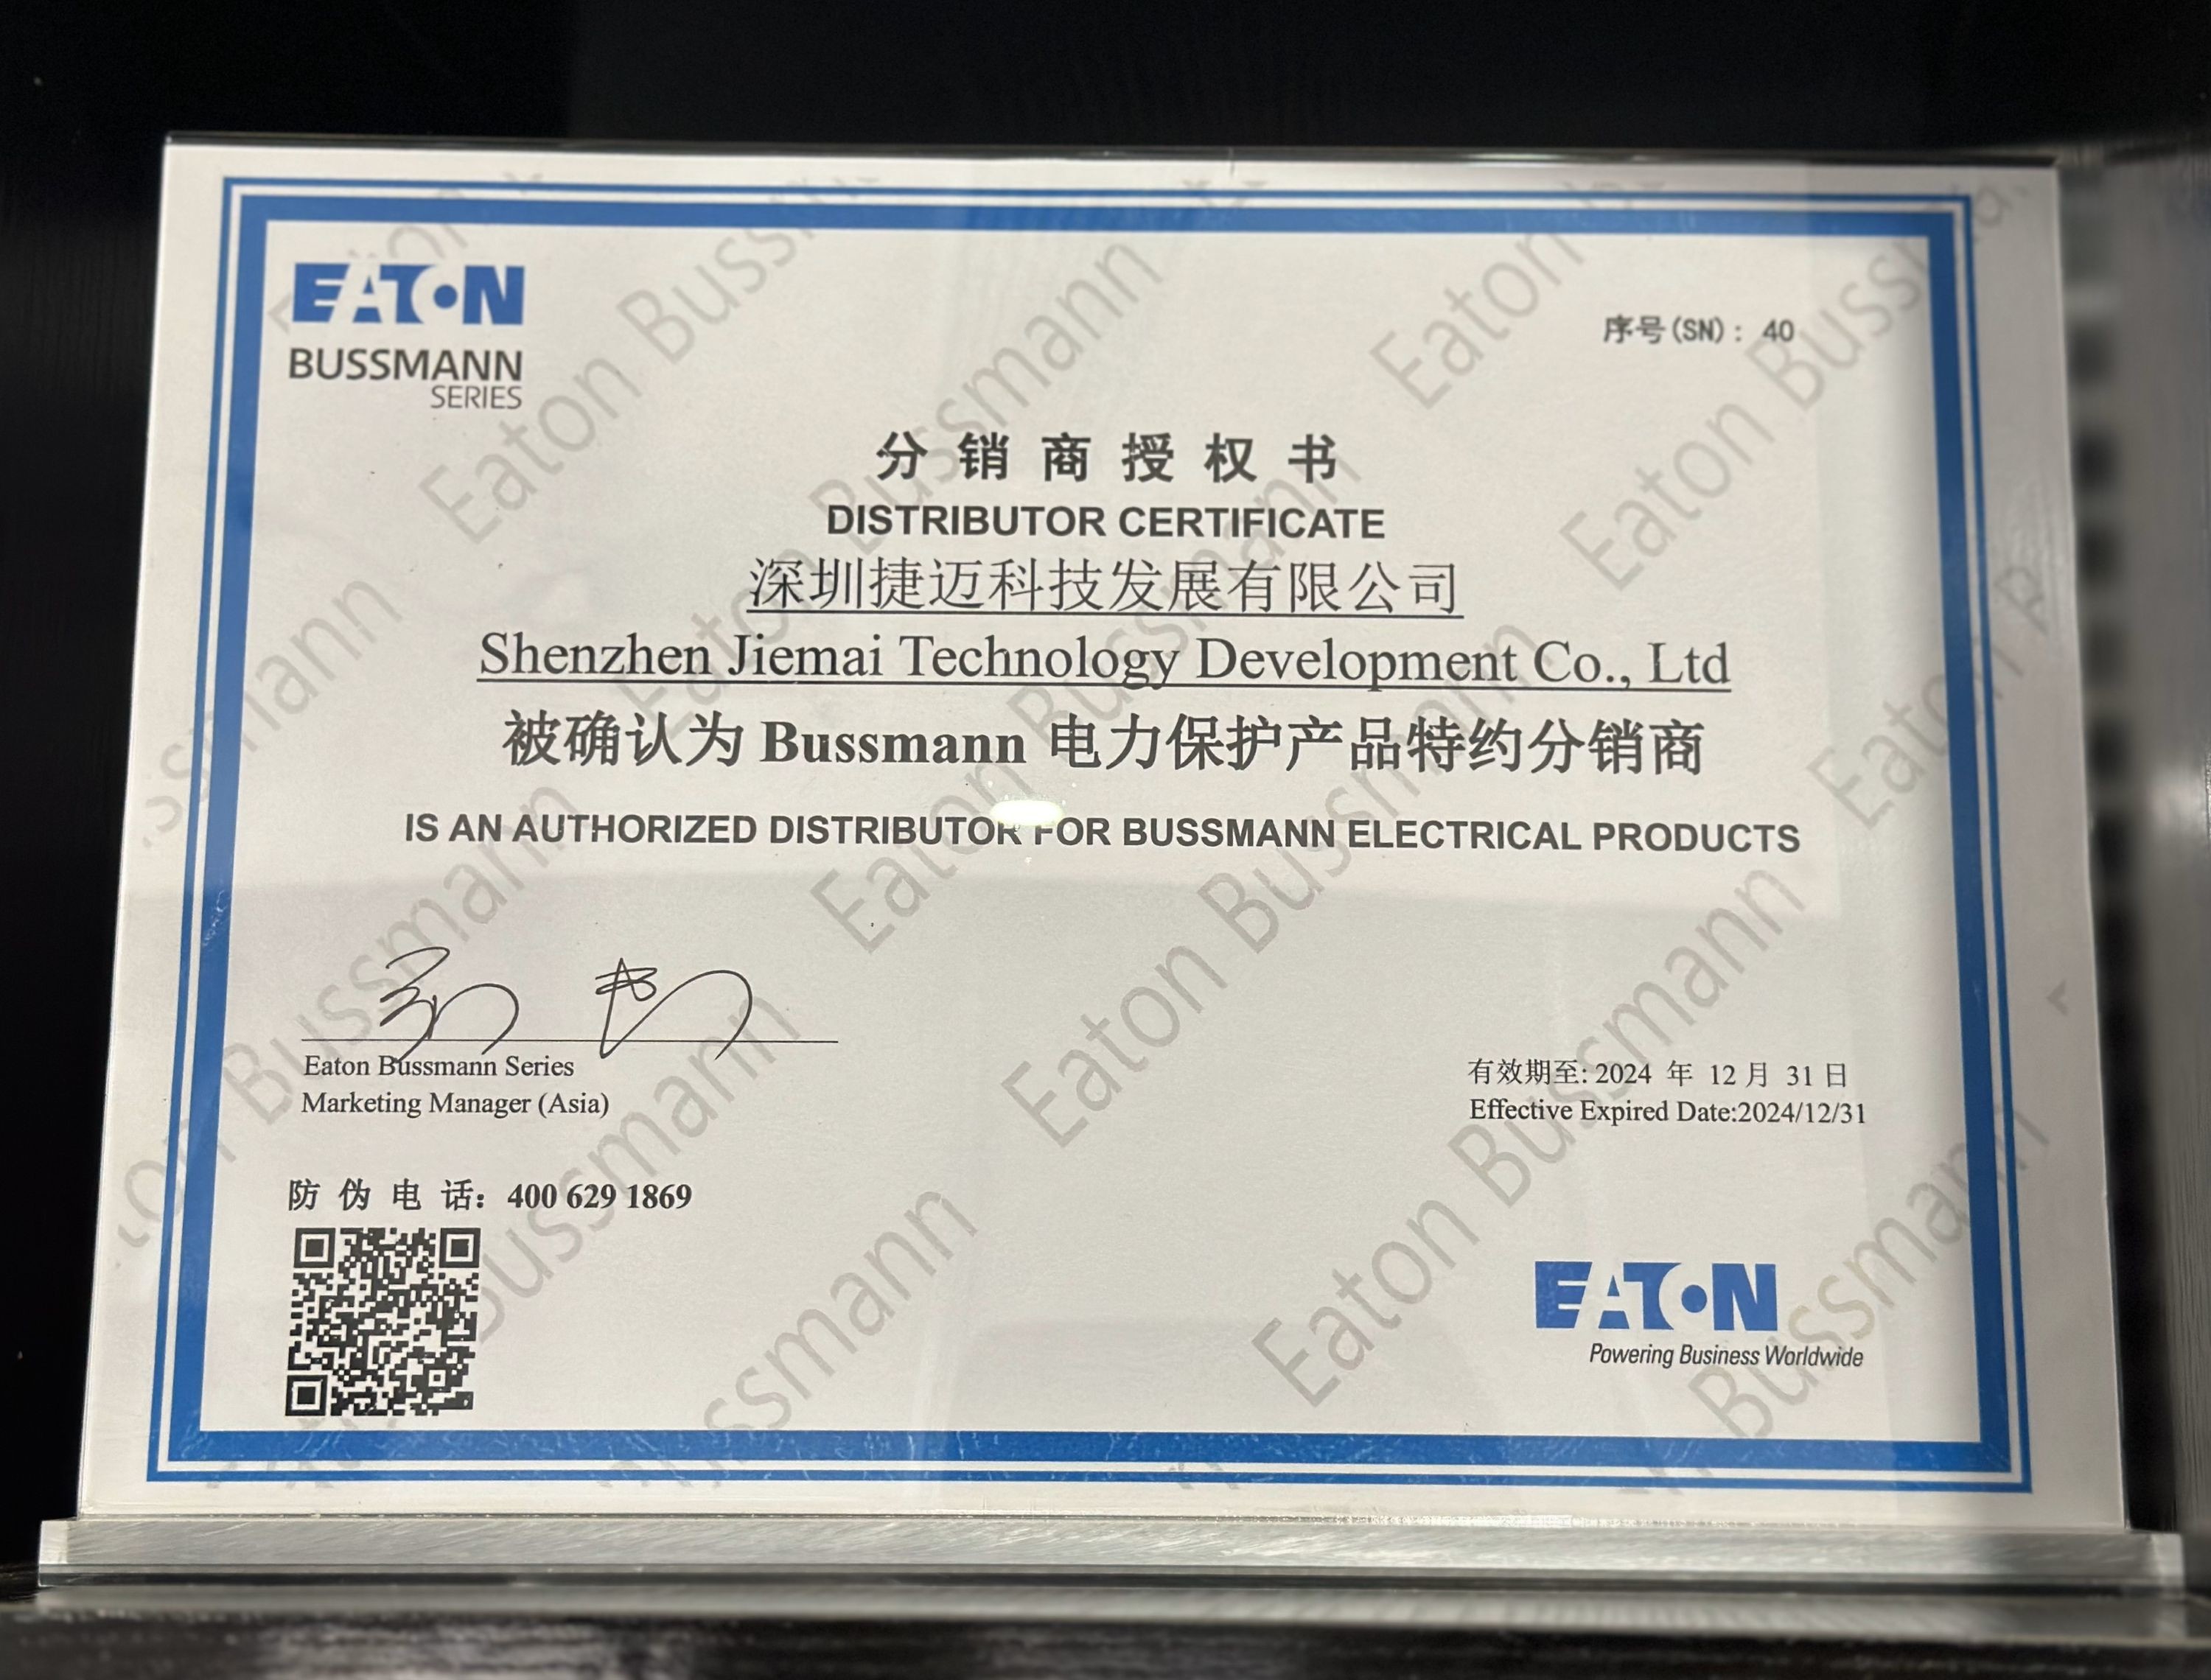 EATON
BUSSMANN
SERIES
序号(SN): 40
分销商授权书
DISTRIBUTOR CERTIFICATE
深圳捷迈科技发展有限公司
Shenzhen Jiemai Technology Development Co., Ltd
被确认为 Bussmann 电力保护产品特约分销商
IS AN AUTHORIZED DISTRIBUTOR FOR BUSSMANN ELECTRICAL PRODUCTS
Eaton Bussmann Series
Marketing Manager (Asia)
有效期至: 2024 年 12 月 31 日
Effective Expired Date:2024/12/31
防 伪 电 话: 400 629 1869
EATON
Powering Business Worldwide